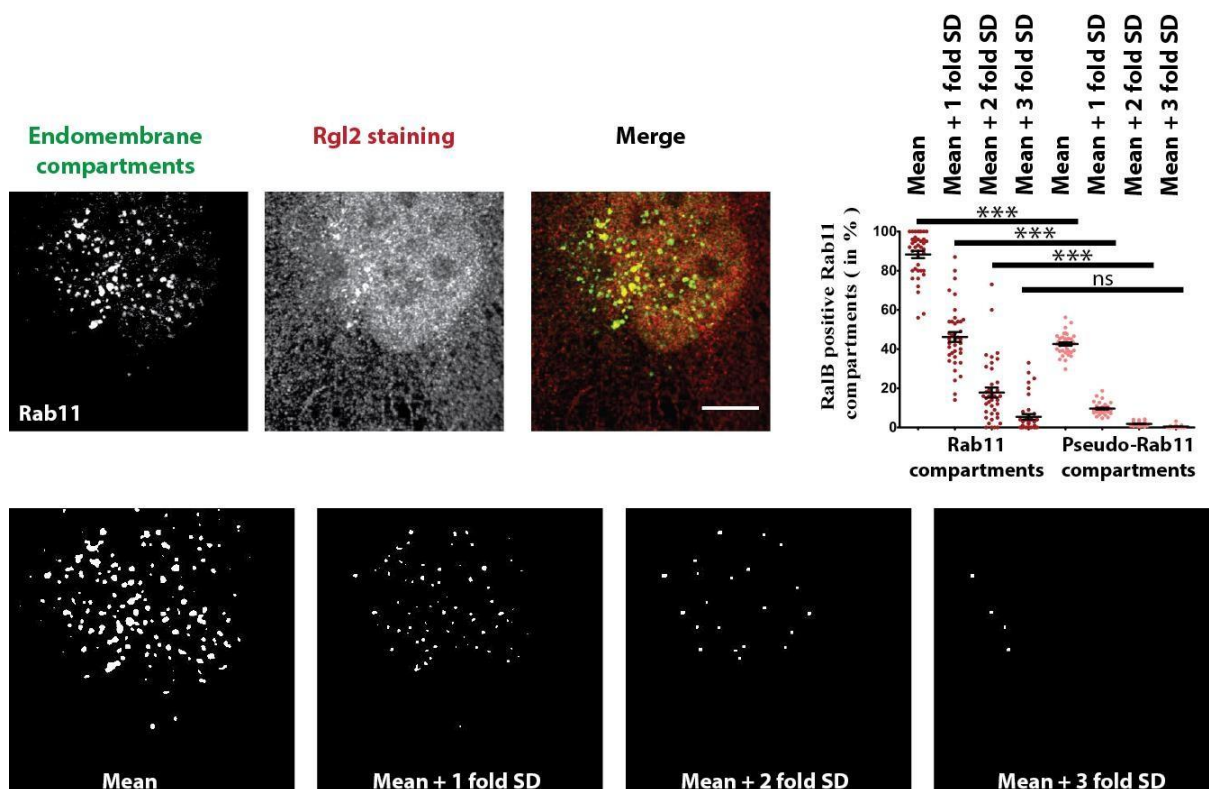 Endomembrane
compartments
Rgl2 staining
Merge
Rab11
Mean
Mean + 1 fold SD
Mean + 2 fold SD
Mean + 3 fold SD
Mean
Mean + 1 fold SD
Mean + 2 fold SD
Mean + 3 fold SD
***
***
***
ns
RalB positive Rab11
compartments ( in % )
100
80
60
40
20
0
Rab11
compartments
Pseudo-Rab11
compartments
Mean
Mean + 1 fold SD
Mean + 2 fold SD
Mean + 3 fold SD